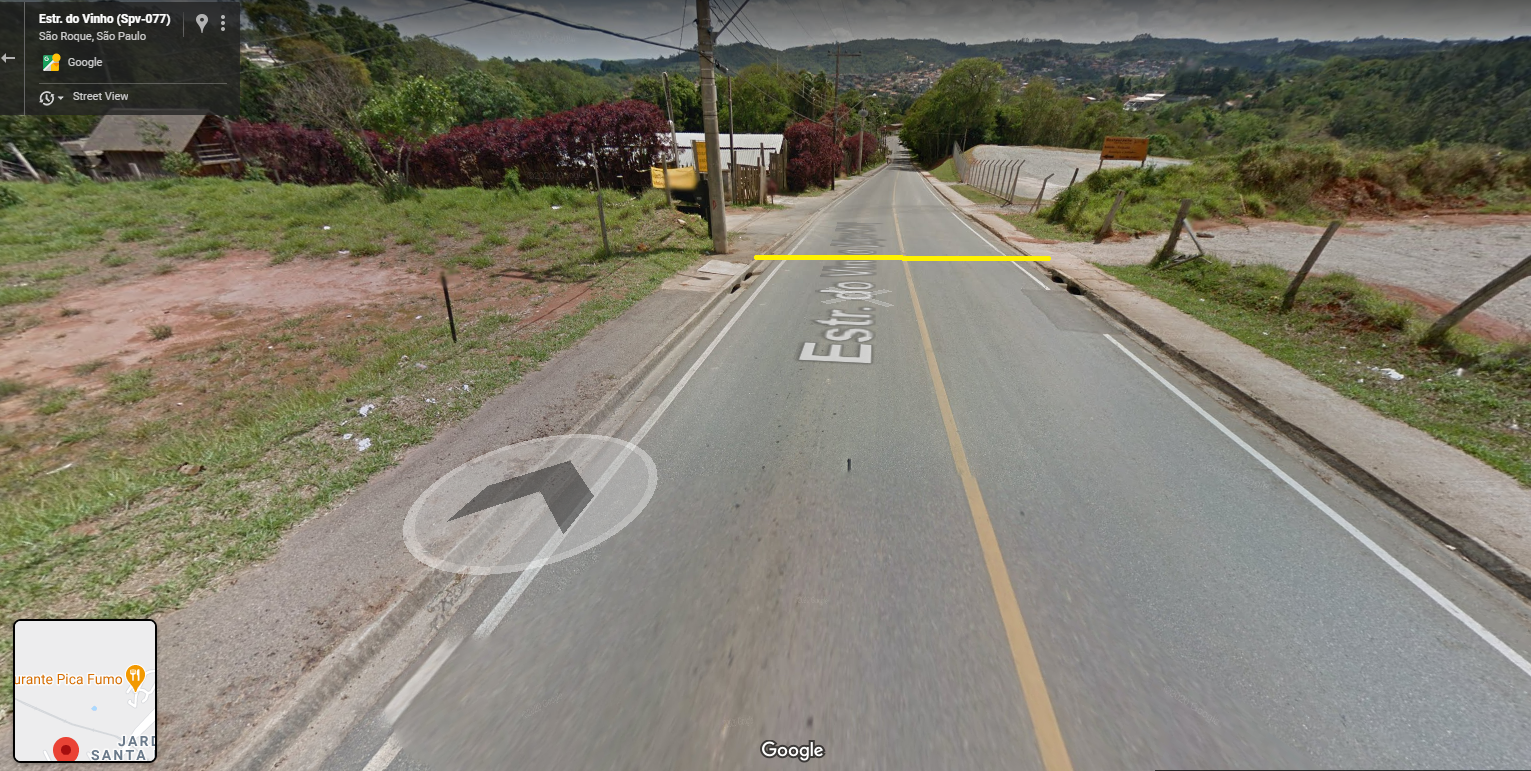 Estr. do Vinho (Spv-077)
São Roque, São Paulo
Google
Street View
Estr. do Vinho
urante Pica Fumo
JARD
SANTA
Google